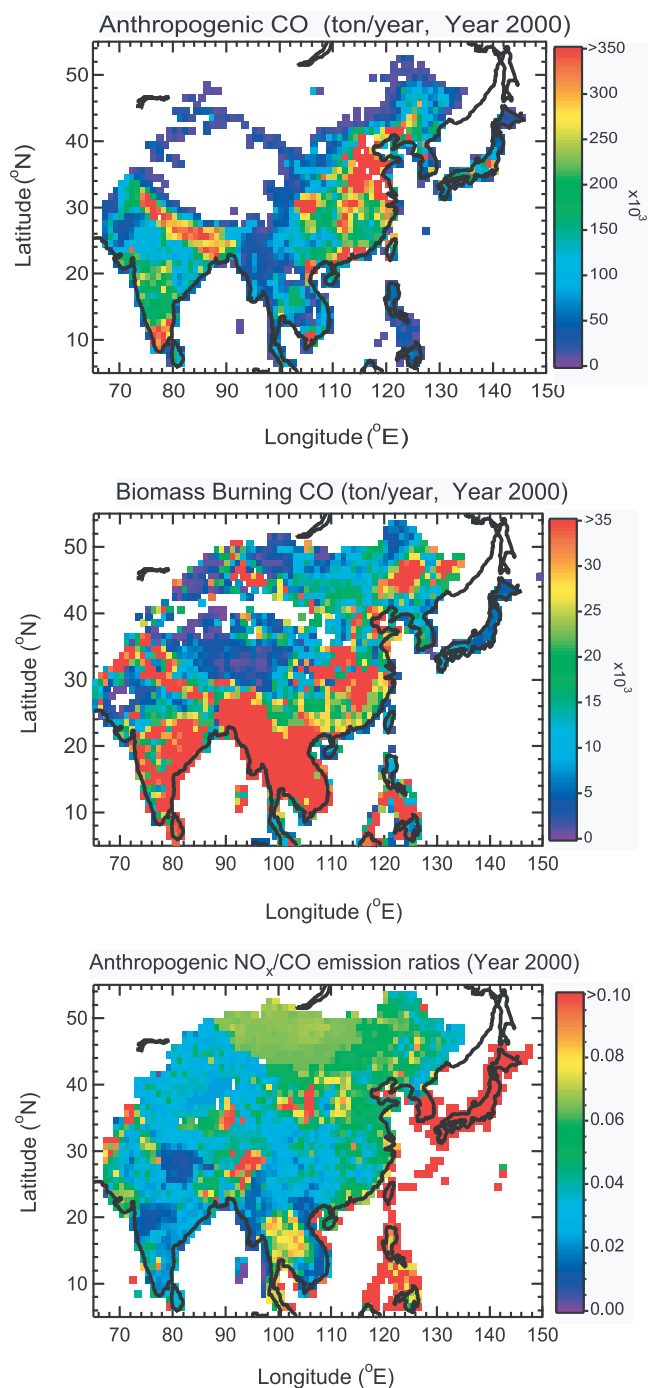 Anthropogenic CO (ton/year, Year 2000)
50
40
30
20
10
Latitude (°N)
70 80 90 100 110 120 130 140 150
Longitude (°E)
>350
300
250
200
150
100
50
0
x10³
Biomass Burning CO (ton/year, Year 2000)
50
40
30
20
10
Latitude (°N)
70 80 90 100 110 120 130 140 150
Longitude (°E)
>35
30
25
20
15
10
5
0
x10³
Anthropogenic NOₓ/CO emission ratios (Year 2000)
50
40
30
20
10
Latitude (°N)
70 80 90 100 110 120 130 140 150
Longitude (°E)
>0.10
0.08
0.06
0.04
0.02
0.00